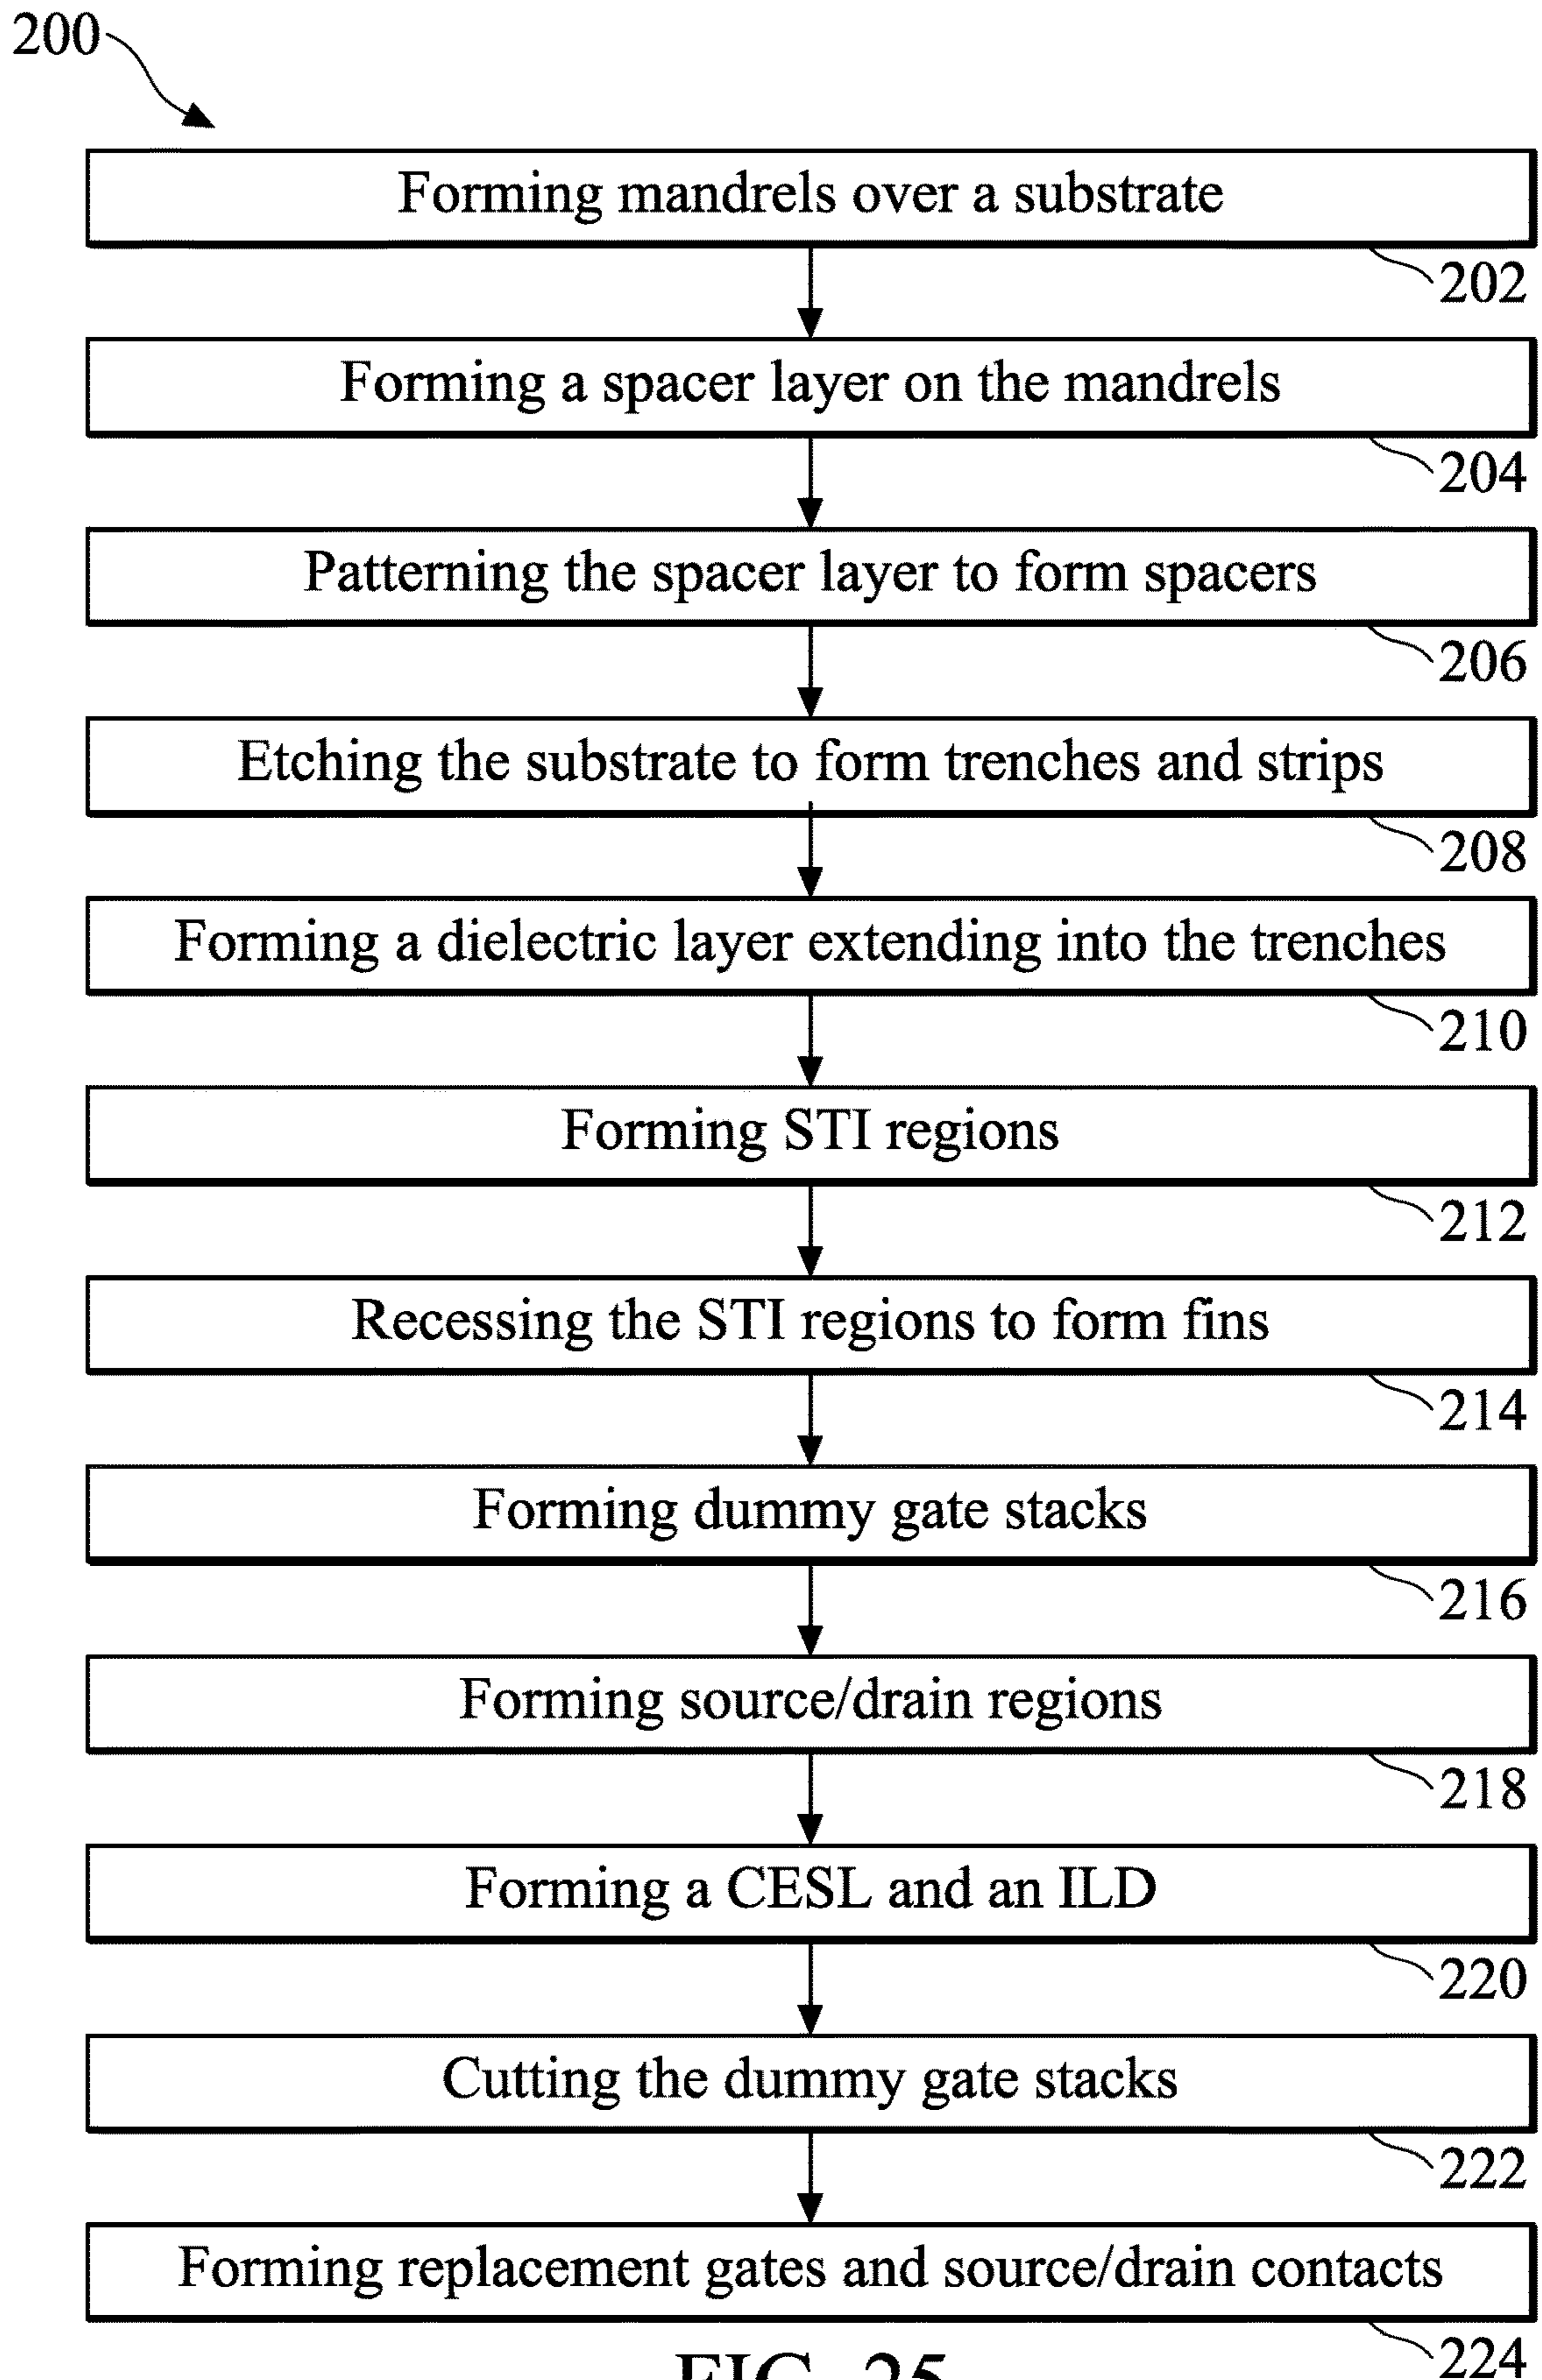 200
Forming mandrels over a substrate
202
Forming a spacer layer on the mandrels
204
Patterning the spacer layer to form spacers
206
Etching the substrate to form trenches and strips
208
Forming a dielectric layer extending into the trenches
210
Forming STI regions
212
Recessing the STI regions to form fins
214
Forming dummy gate stacks
216
Forming source/drain regions
218
Forming a CESL and an ILD
220
Cutting the dummy gate stacks
222
Forming replacement gates and source/drain contacts
224
FIG. 25